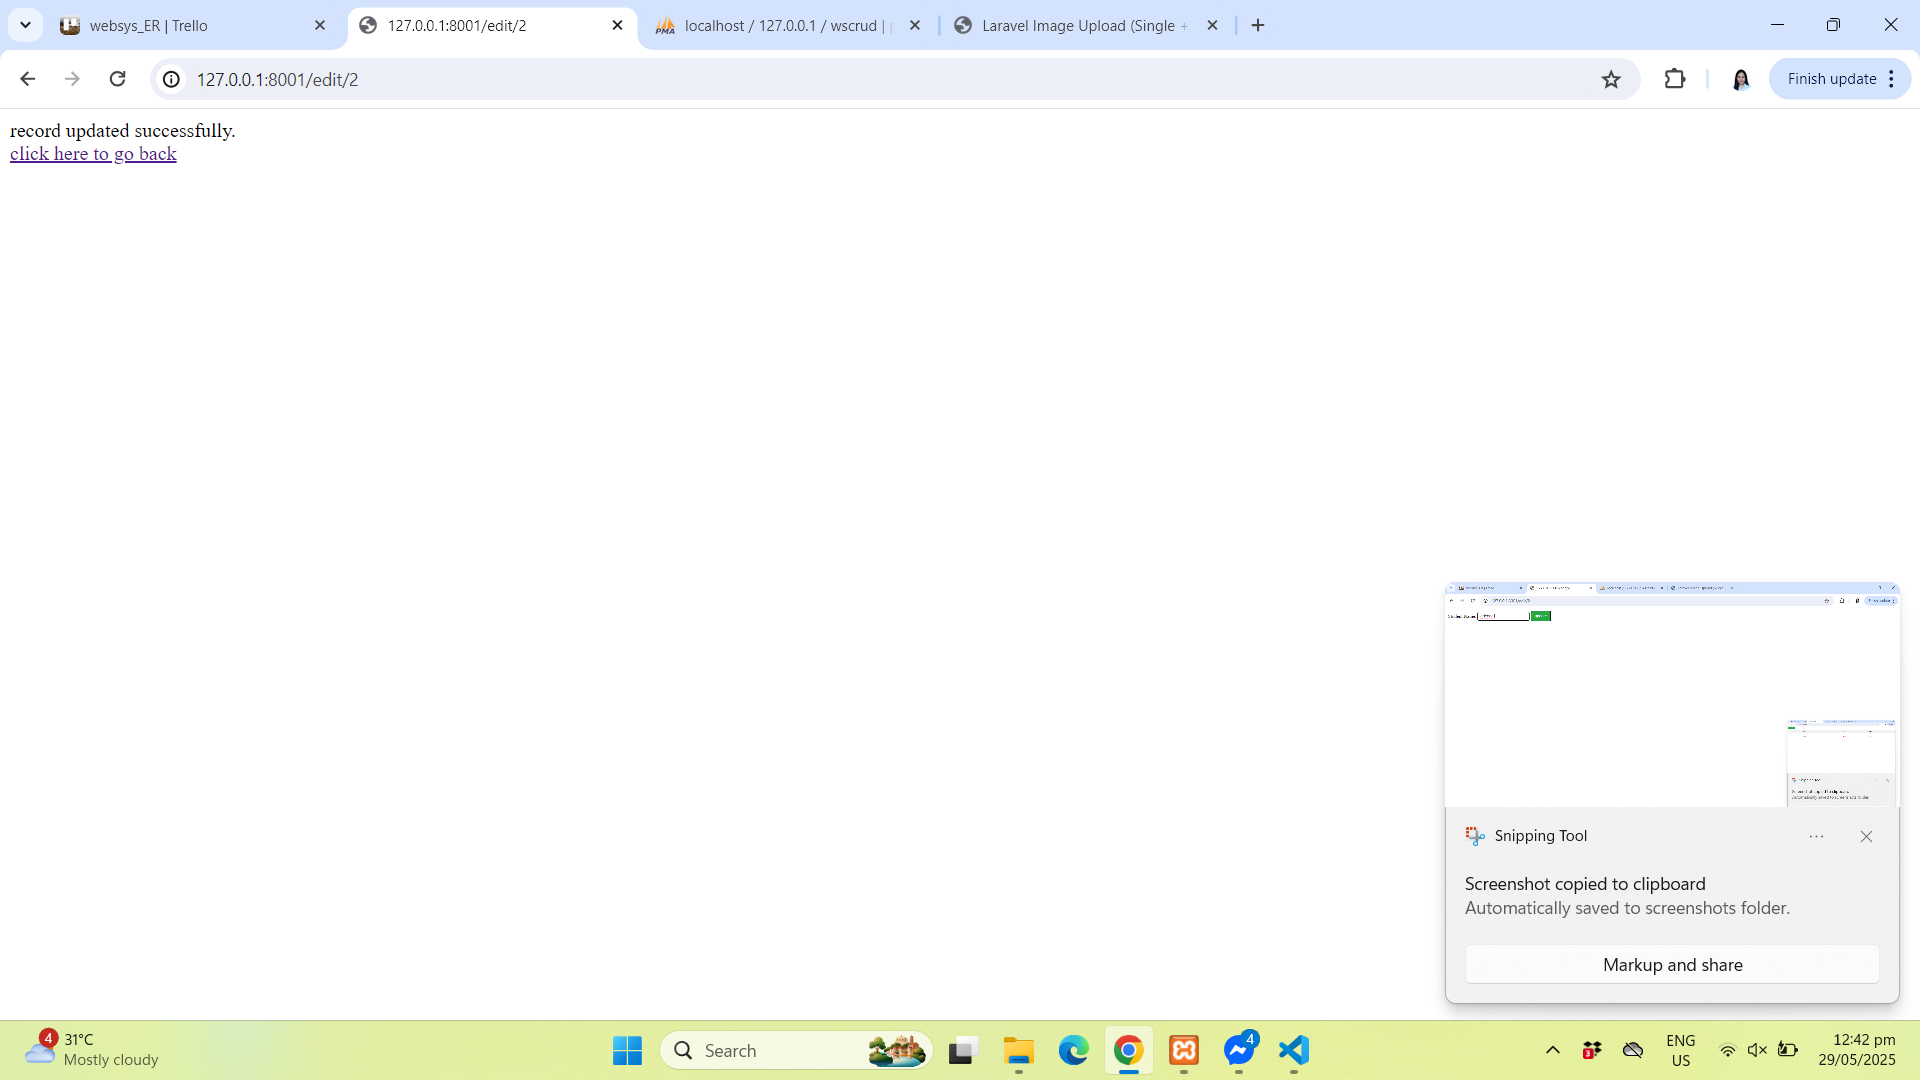 websys_ER | Trello
127.0.0.1:8001/edit/2
localhost / 127.0.0.1 / wscrud |
Laravel Image Upload (Single +
127.0.0.1:8001/edit/2
Finish update
record updated successfully.
click here to go back
Snipping Tool
Screenshot copied to clipboard
Automatically saved to screenshots folder.
Markup and share
4
31°C
Mostly cloudy
Search
4
3
ENG
US
12:42 pm
29/05/2025